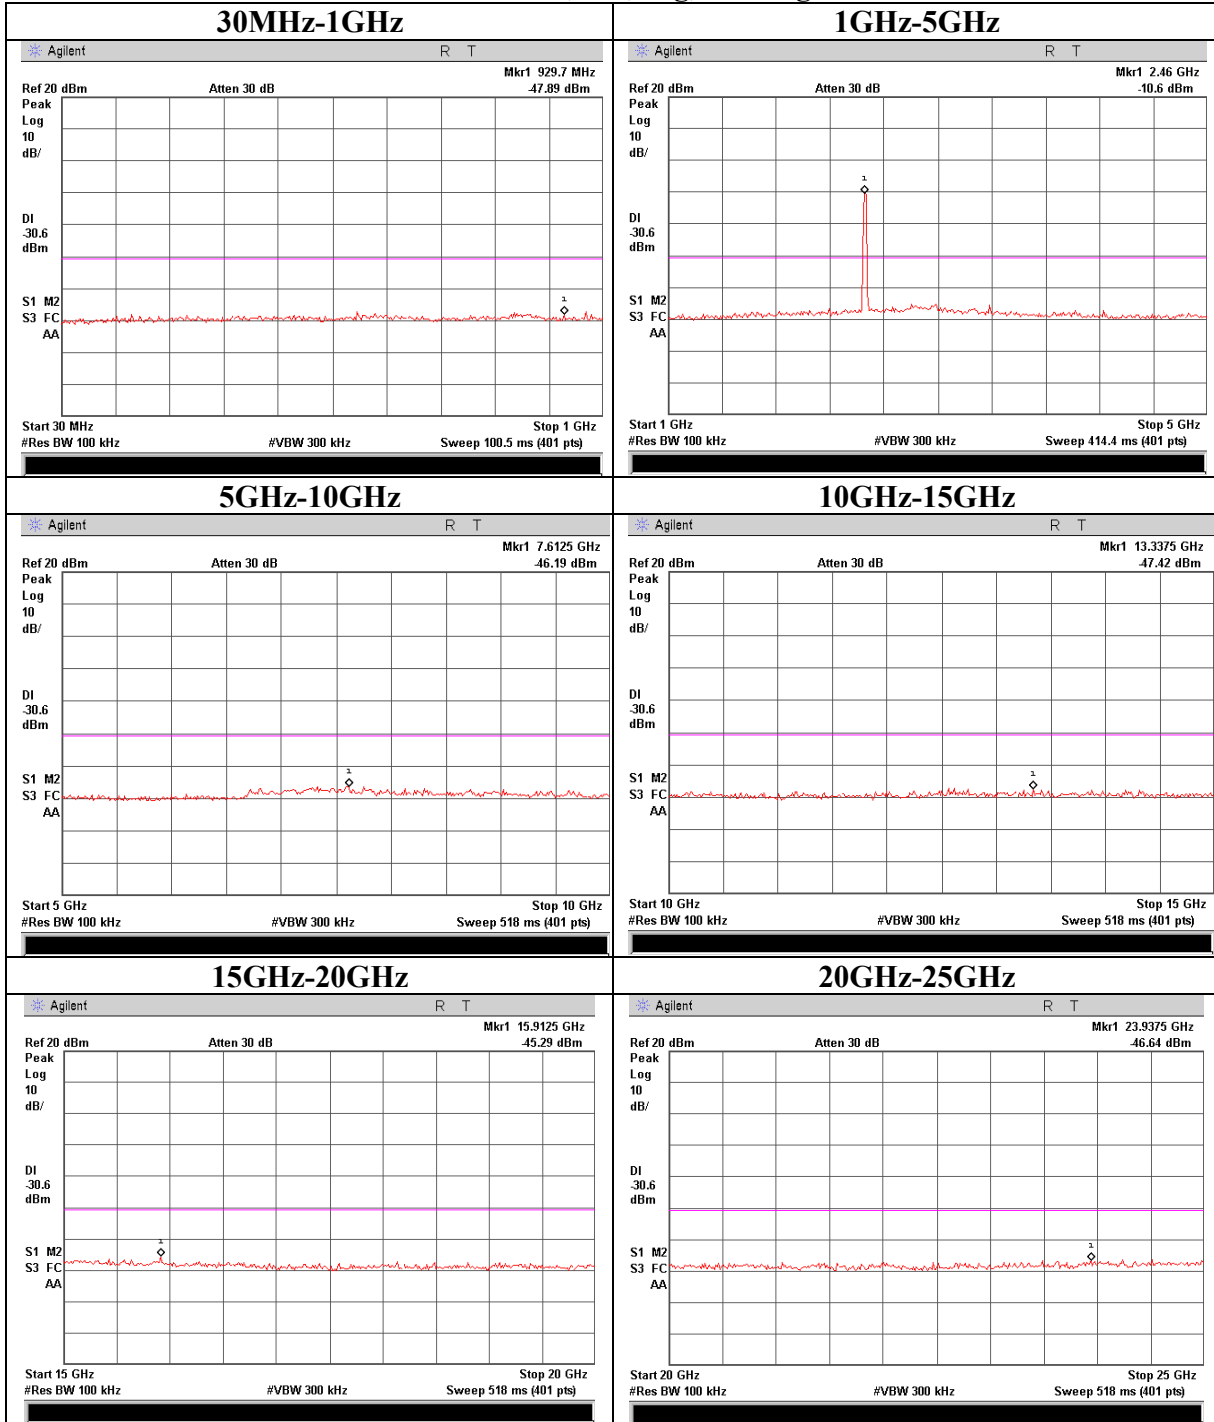 30MHz-1GHz
Agilent R T
Mkr1 929.7 MHz
Ref 20 dBm Atten 30 dB -47.89 dBm
Peak
Log
10
dB/
1
DI
-30.6
dBm
S1 M2
S3 FC
AA
Start 30 MHz Stop 1 GHz
#Res BW 100 kHz #VBW 300 kHz Sweep 100.5 ms (401 pts)
1GHz-5GHz
Agilent R T
Mkr1 2.46 GHz
Ref 20 dBm Atten 30 dB -10.6 dBm
Peak
Log
10
dB/
1
DI
-30.6
dBm
S1 M2
S3 FC
AA
Start 1 GHz Stop 5 GHz
#Res BW 100 kHz #VBW 300 kHz Sweep 414.4 ms (401 pts)
5GHz-10GHz
Agilent R T
Mkr1 7.6125 GHz
Ref 20 dBm Atten 30 dB -46.19 dBm
Peak
Log
10
dB/
DI
-30.6
dBm
1
S1 M2
S3 FC
AA
Start 5 GHz Stop 10 GHz
#Res BW 100 kHz #VBW 300 kHz Sweep 518 ms (401 pts)
10GHz-15GHz
Agilent R T
Mkr1 13.3375 GHz
Ref 20 dBm Atten 30 dB -47.42 dBm
Peak
Log
10
dB/
DI
-30.6
dBm
1
S1 M2
S3 FC
AA
Start 10 GHz Stop 15 GHz
#Res BW 100 kHz #VBW 300 kHz Sweep 518 ms (401 pts)
15GHz-20GHz
Agilent R T
Mkr1 15.9125 GHz
Ref 20 dBm Atten 30 dB -45.29 dBm
Peak
Log
10
dB/
DI
-30.6
dBm
1
S1 M2
S3 FC
AA
Start 15 GHz Stop 20 GHz
#Res BW 100 kHz #VBW 300 kHz Sweep 518 ms (401 pts)
20GHz-25GHz
Agilent R T
Mkr1 23.9375 GHz
Ref 20 dBm Atten 30 dB -46.64 dBm
Peak
Log
10
dB/
DI
-30.6
dBm
1
S1 M2
S3 FC
AA
Start 20 GHz Stop 25 GHz
#Res BW 100 kHz #VBW 300 kHz Sweep 518 ms (401 pts)